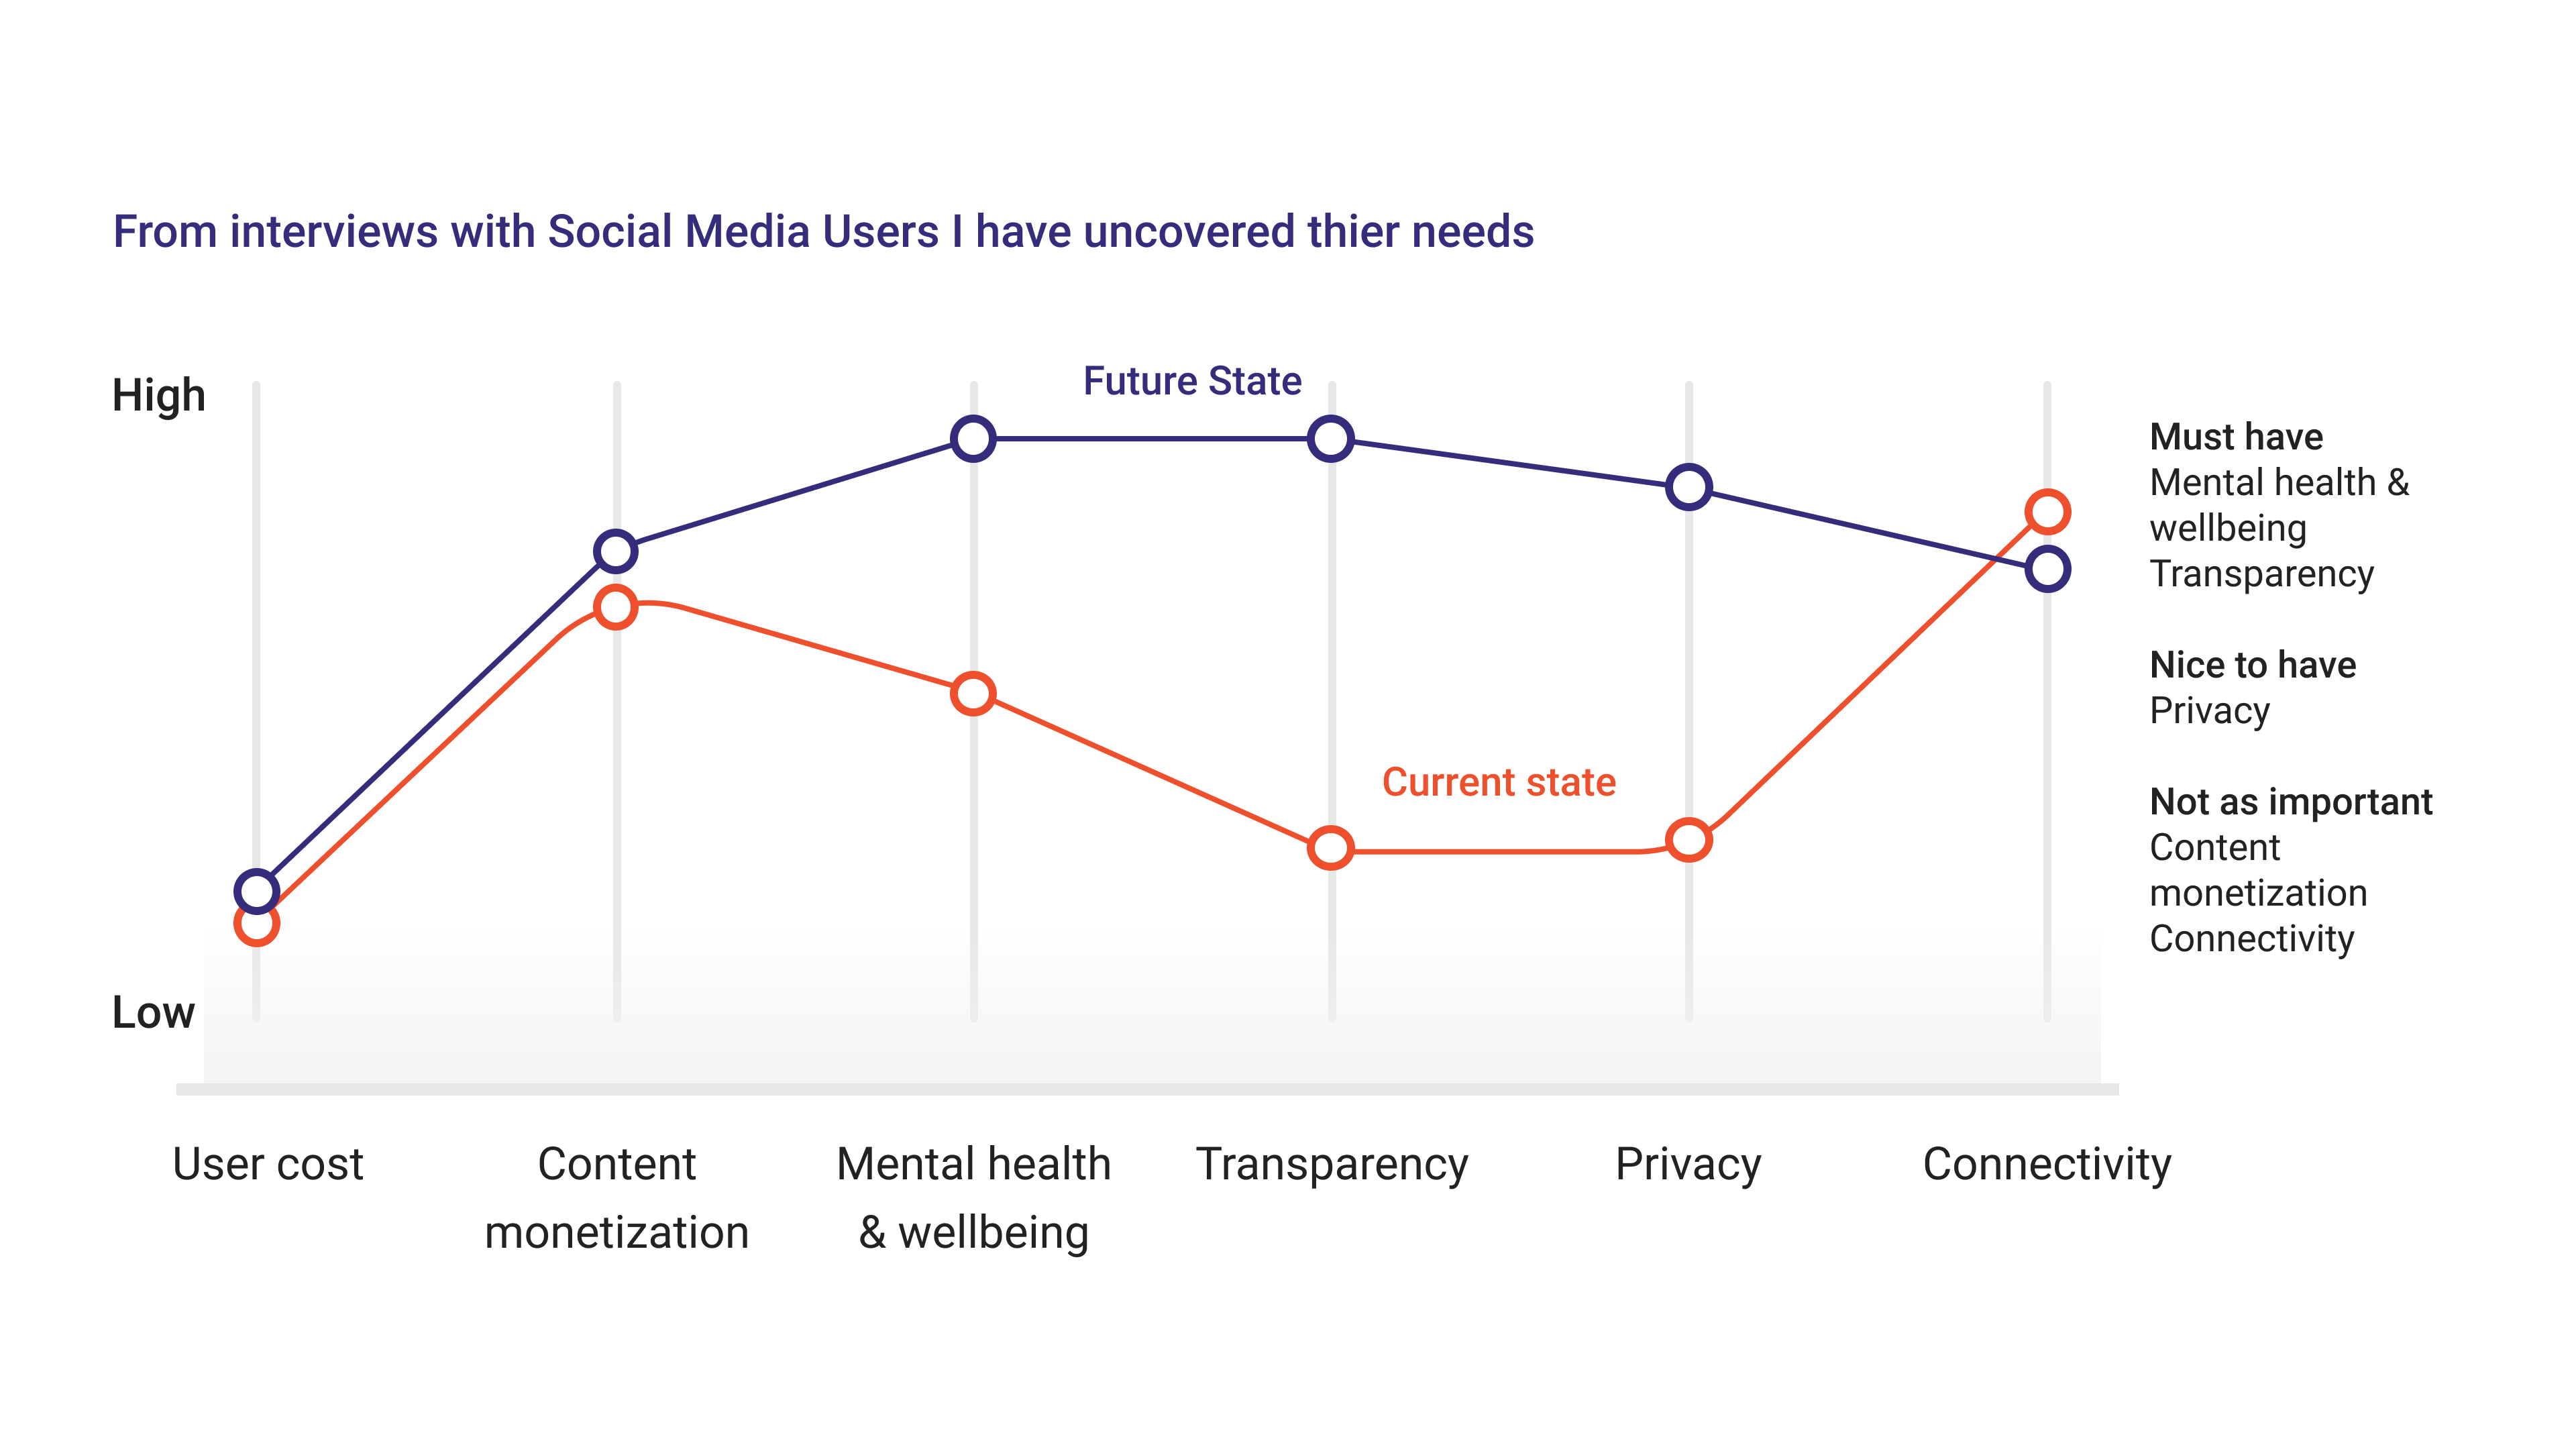 From interviews with Social Media Users I have uncovered thier needs
High
Future State
Current state
Low
User cost
Content
monetization
Mental health
& wellbeing
Transparency
Privacy
Connectivity
Must have
Mental health &
wellbeing
Transparency
Nice to have
Privacy
Not as important
Content
monetization
Connectivity